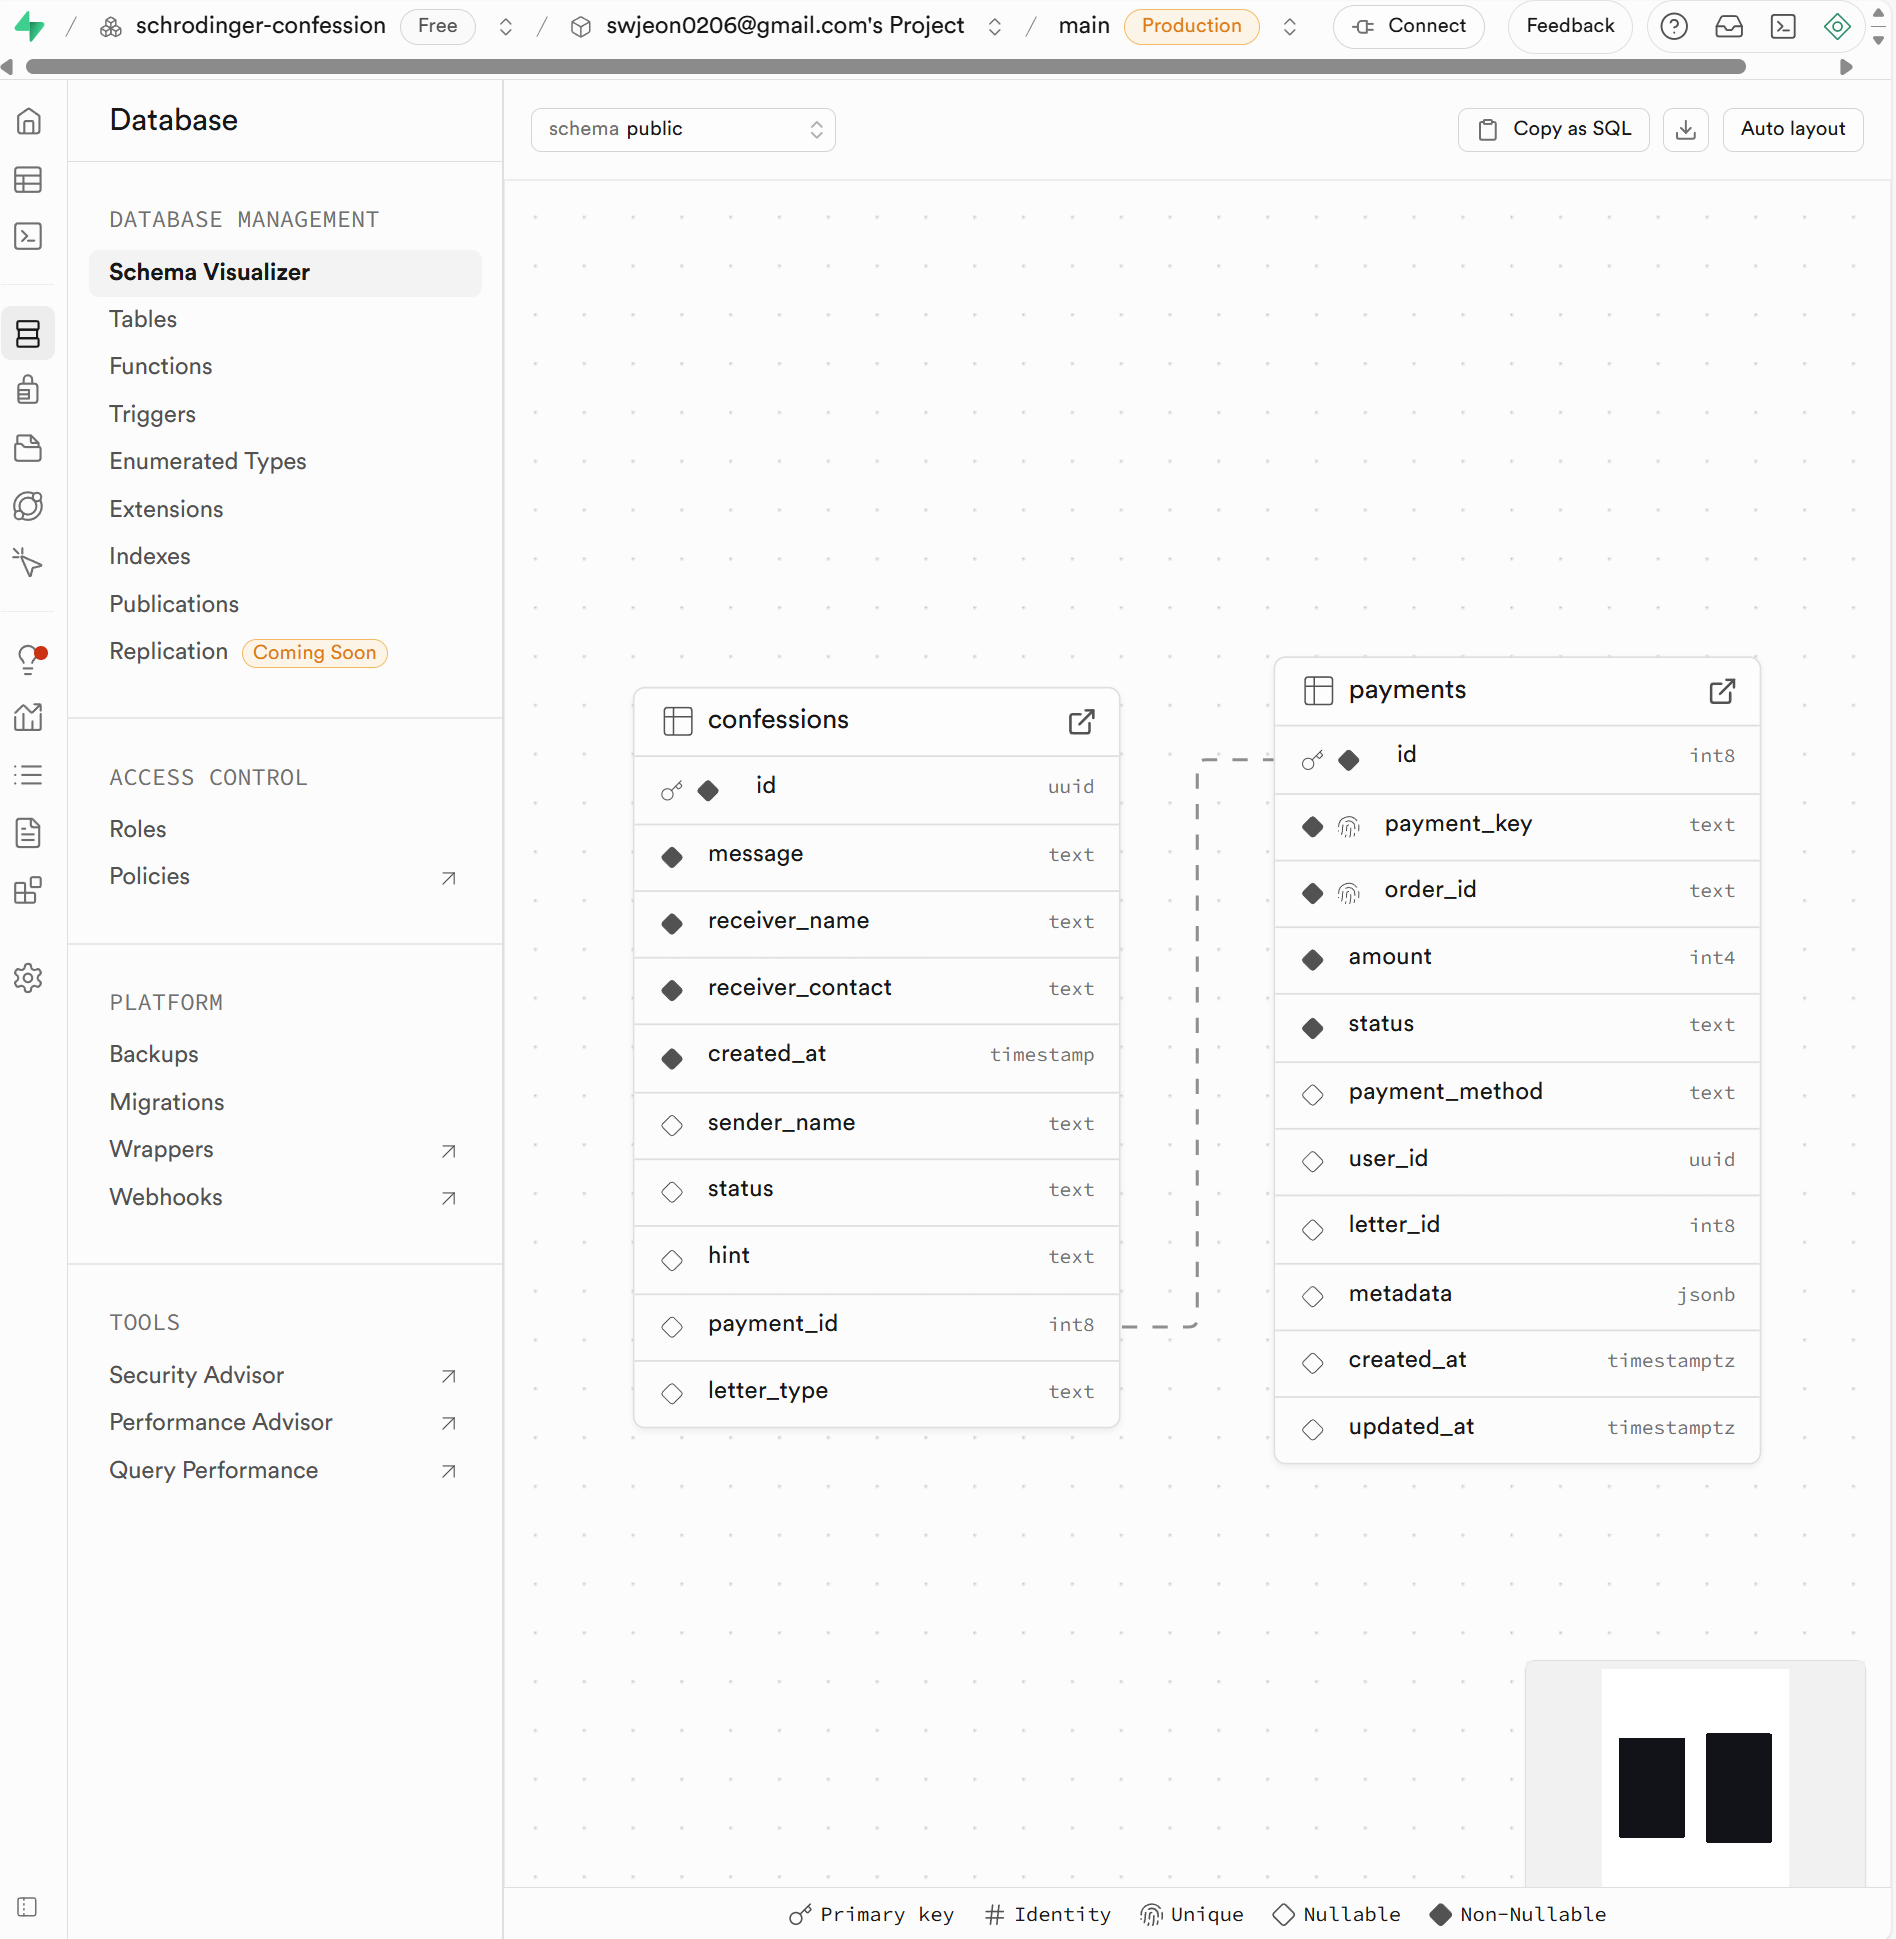 schrodinger-confession Free swjeon0206@gmail.com's Project main Production Connect Feedback
Database
schema public
Copy as SQL
Auto layout
DATABASE MANAGEMENT
Schema Visualizer
Tables
Functions
Triggers
Enumerated Types
Extensions
Indexes
Publications
Replication Coming Soon
ACCESS CONTROL
Roles
Policies
PLATFORM
Backups
Migrations
Wrappers
Webhooks
TOOLS
Security Advisor
Performance Advisor
Query Performance
confessions
id uuid
message text
receiver_name text
receiver_contact text
created_at timestamp
sender_name text
status text
hint text
payment_id int8
letter_type text
payments
id int8
payment_key text
order_id text
amount int4
status text
payment_method text
user_id uuid
letter_id int8
metadata jsonb
created_at timestamptz
updated_at timestamptz
Primary key Identity Unique Nullable Non-Nullable